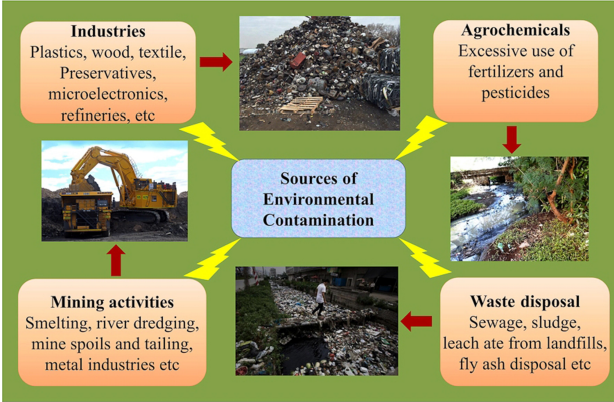 Industries
Plastics, wood, textile,
Preservatives,
microelectronics,
refineries, etc
Agrochemicals
Excessive use of
fertilizers and
pesticides
Sources of
Environmental
Contamination
Mining activities
Smelting, river dredging,
mine spoils and tailing,
metal industries etc
Waste disposal
Sewage, sludge,
leach ate from landfills,
fly ash disposal etc